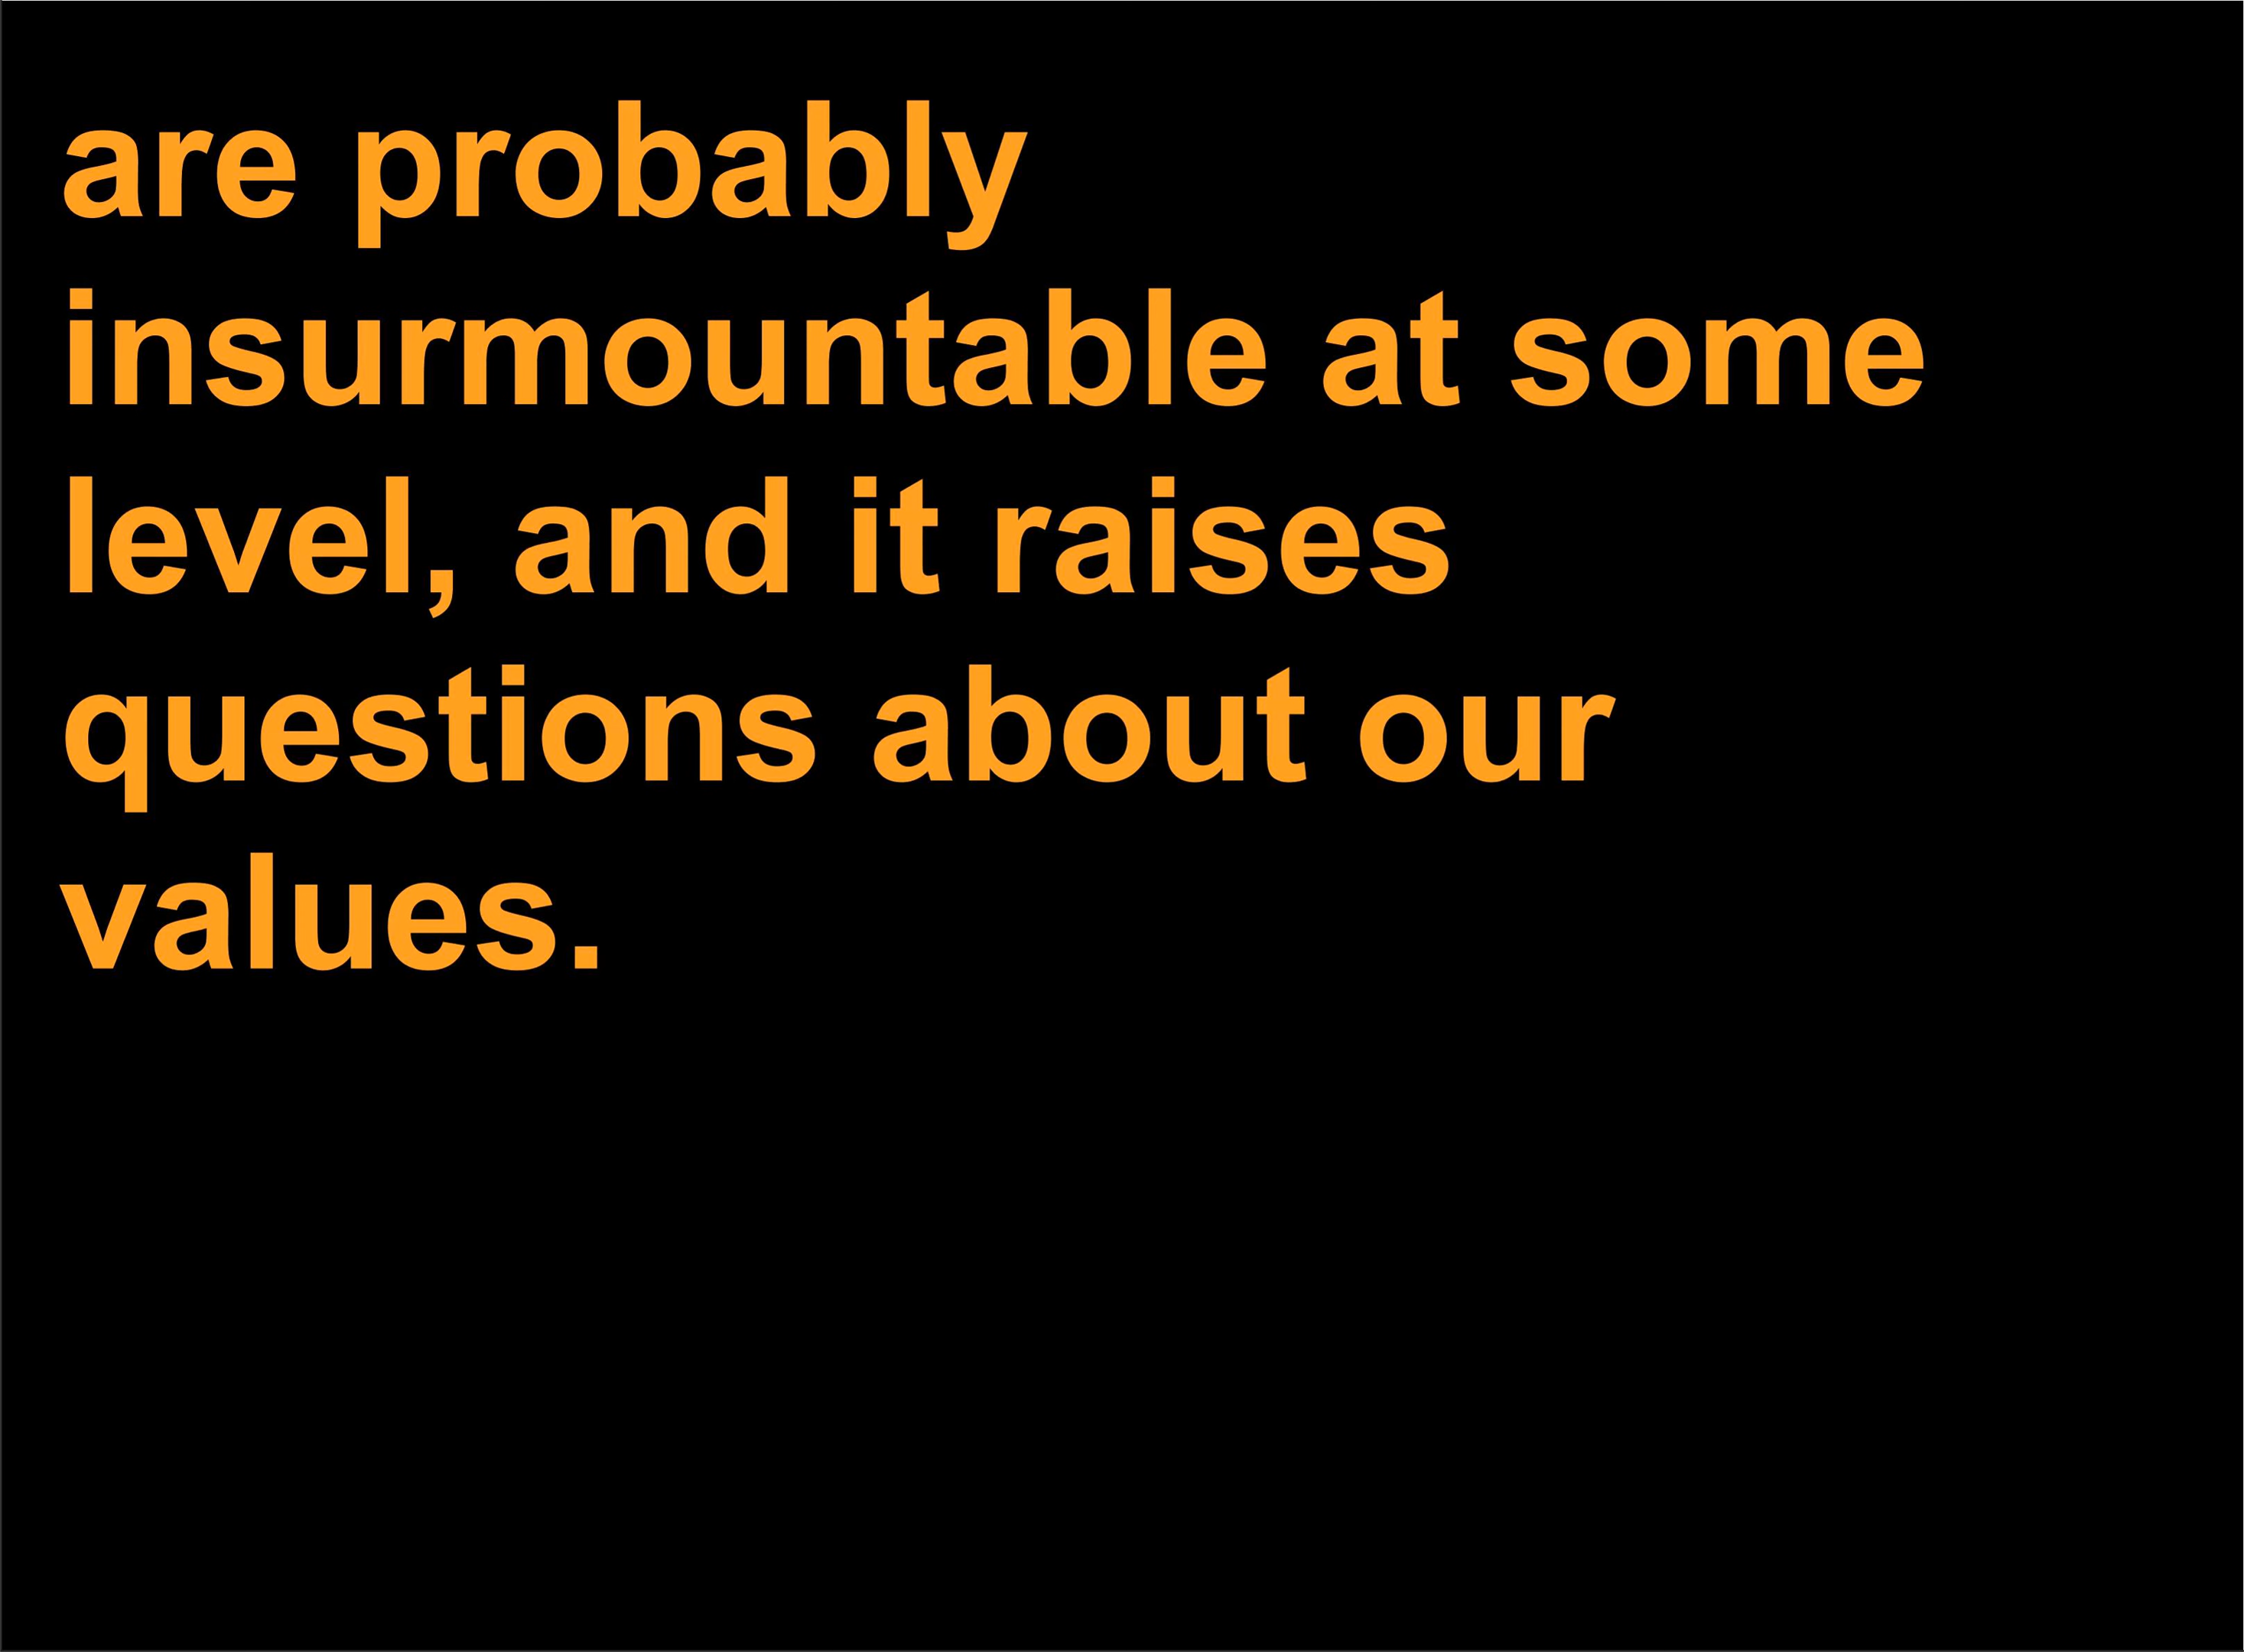 are probably
insurmountable at some
level, and it raises
questions about our
values.